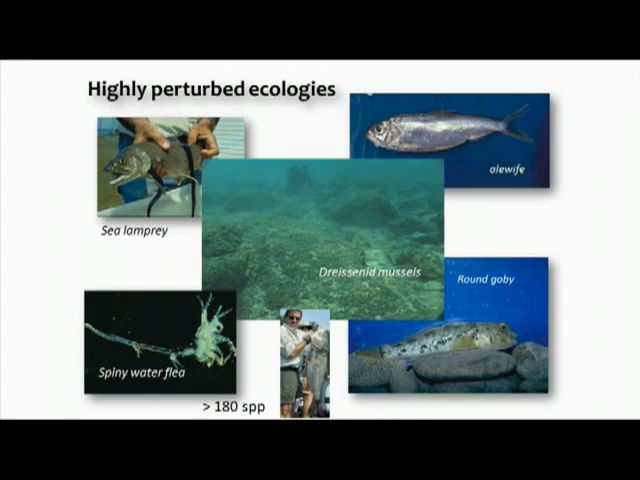 Highly perturbed ecologies
alewife
Sea lamprey
Dreissenid mussels
Round goby
Spiny water flea
> 180 spp